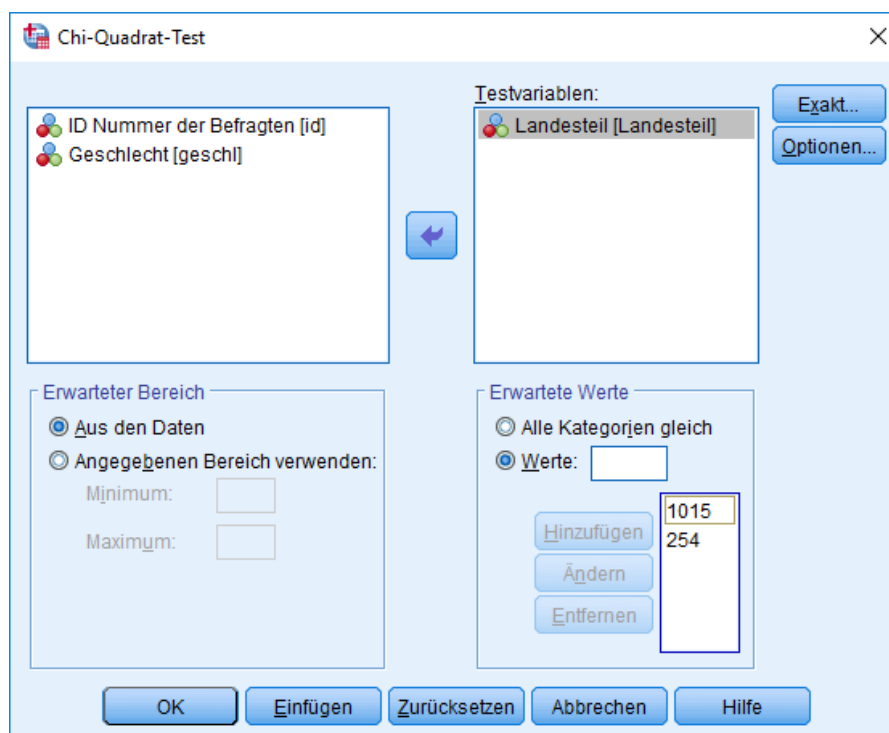 Chi-Quadrat-Test
ID Nummer der Befragten [id]
Geschlecht [geschl]
Testvariablen:
Landesteil [Landesteil]
Exakt...
Optionen...
Erwarteter Bereich
Aus den Daten
Angegebenen Bereich verwenden:
Minimum:
Maximum:
Erwartete Werte
Alle Kategorien gleich
Werte:
Hinzufügen
Ändern
Entfernen
1015
254
OK
Einfügen
Zurücksetzen
Abbrechen
Hilfe